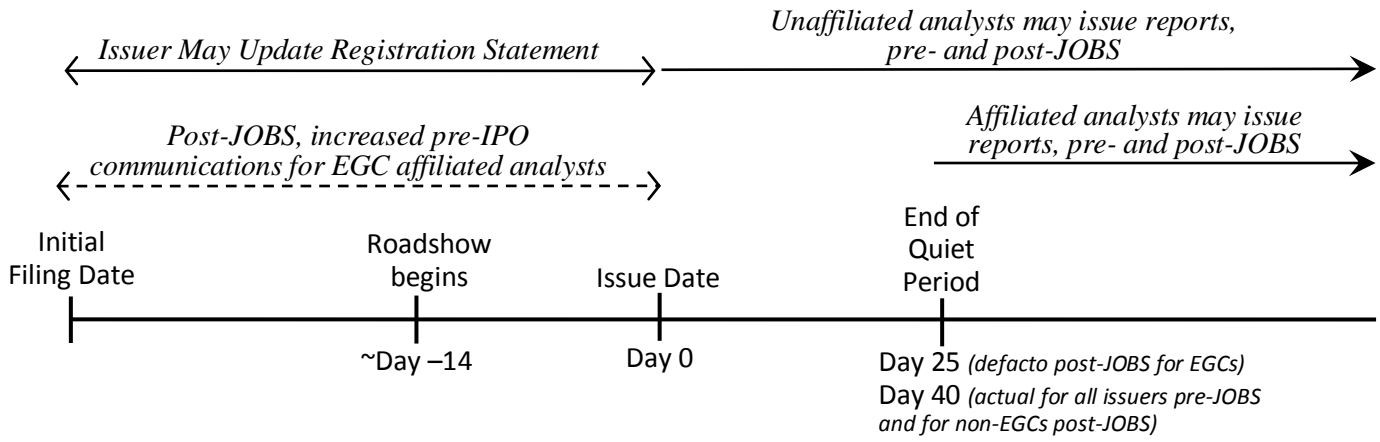 Issuer May Update Registration Statement
Unaffiliated analysts may issue reports,
pre- and post-JOBS
Post-JOBS, increased pre-IPO
communications for EGC affiliated analysts
Affiliated analysts may issue
reports, pre- and post-JOBS
Initial
Filing Date
Roadshow
begins
Issue Date
End of
Quiet
Period
~Day –14
Day 0
Day 25 (defacto post-JOBS for EGCs)
Day 40 (actual for all issuers pre-JOBS
and for non-EGCs post-JOBS)